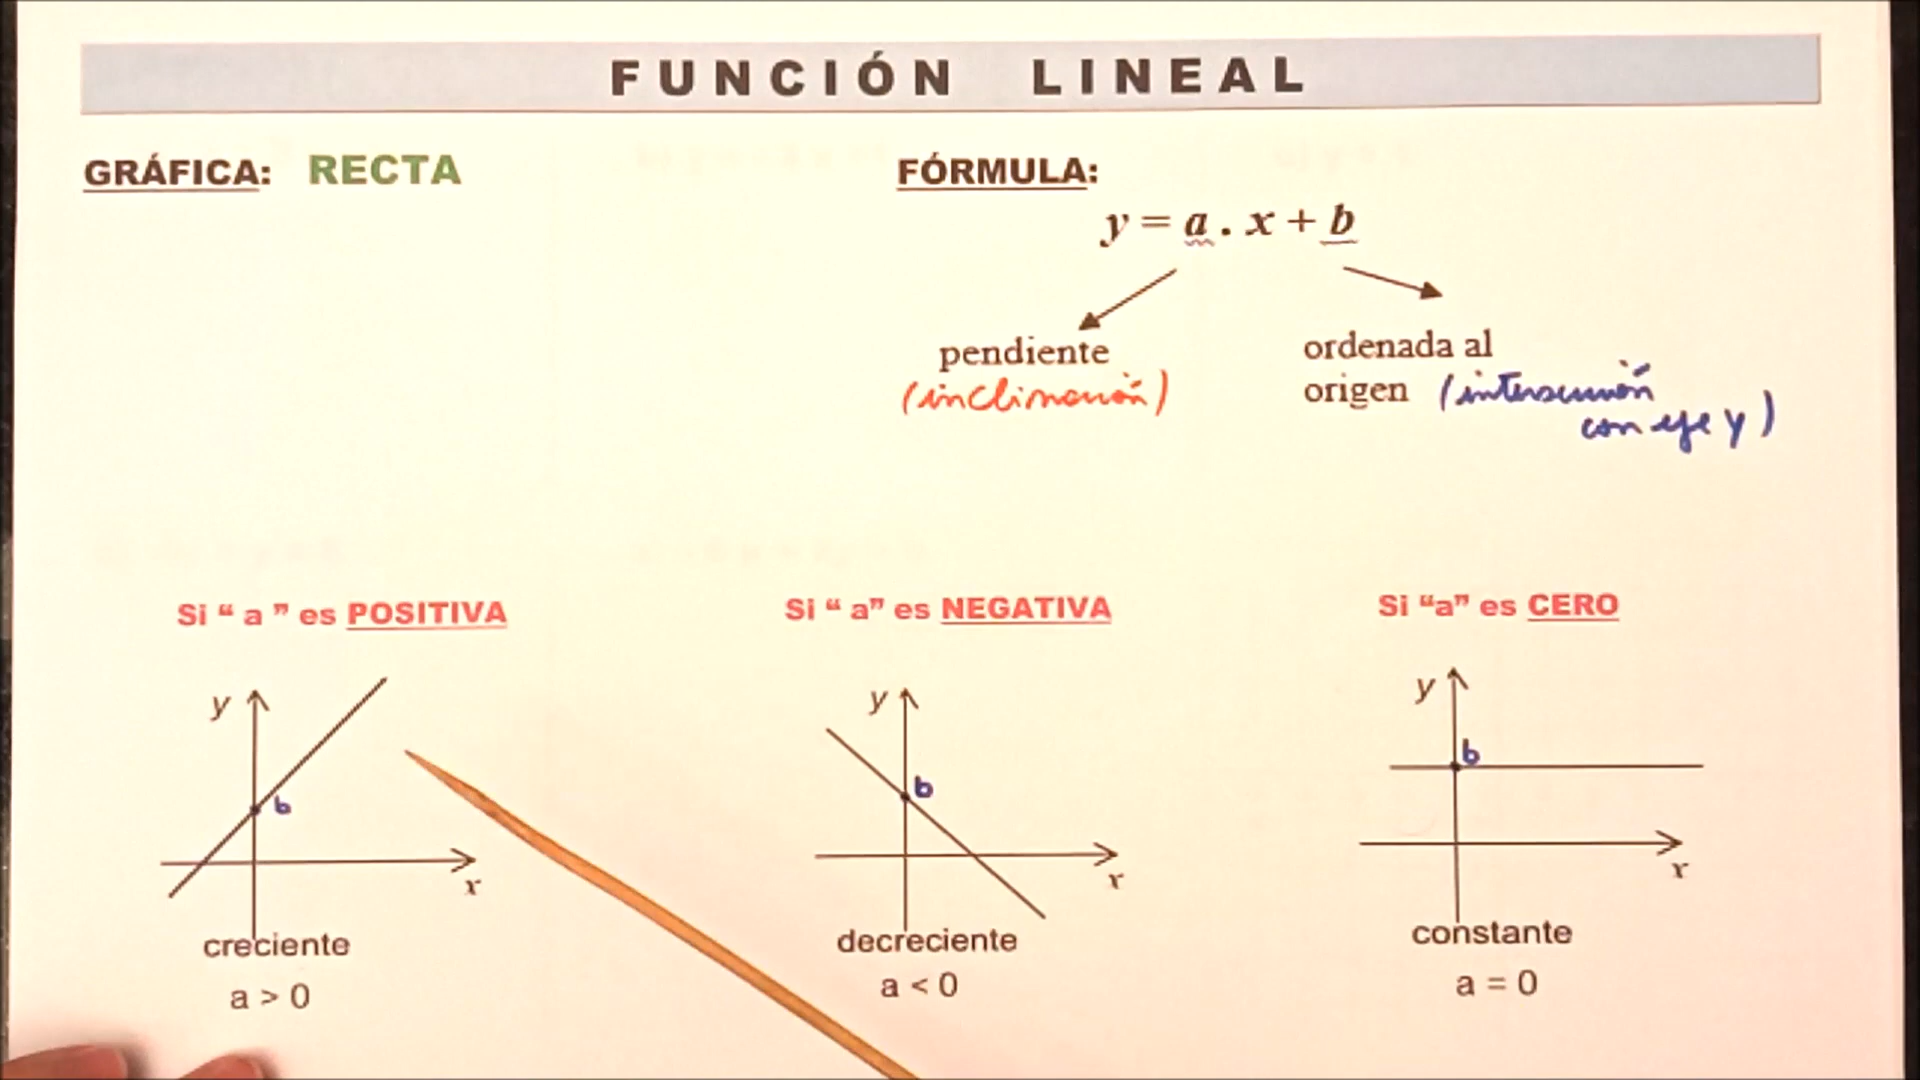 FUNCIÓN LINEAL
GRÁFICA: RECTA
FÓRMULA:
y = a . x + b
pendiente
(inclinación)
ordenada al
origen (intersección
con eje y)
Si “ a ” es POSITIVA
y
b
x
creciente
a > 0
Si “ a” es NEGATIVA
y
b
x
decreciente
a < 0
Si “a” es CERO
y
b
x
constante
a = 0